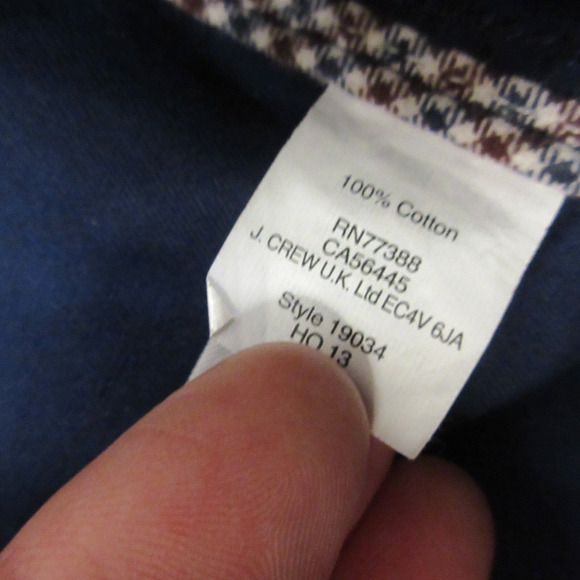 100% Cotton
RN77388
CA56445
J. CREW U.K. Ltd EC4V 6JA
Style 19034
HO 13